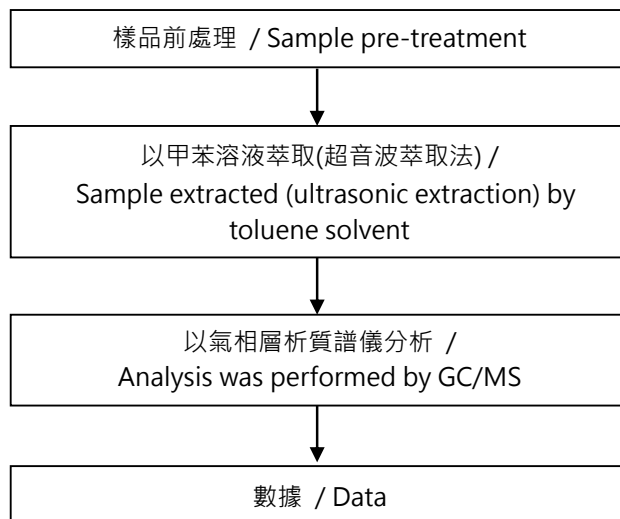 樣品前處理 / Sample pre-treatment
以甲苯溶液萃取(超音波萃取法) /
Sample extracted (ultrasonic extraction) by
toluene solvent
以氣相層析質譜儀分析 /
Analysis was performed by GC/MS
數據 / Data